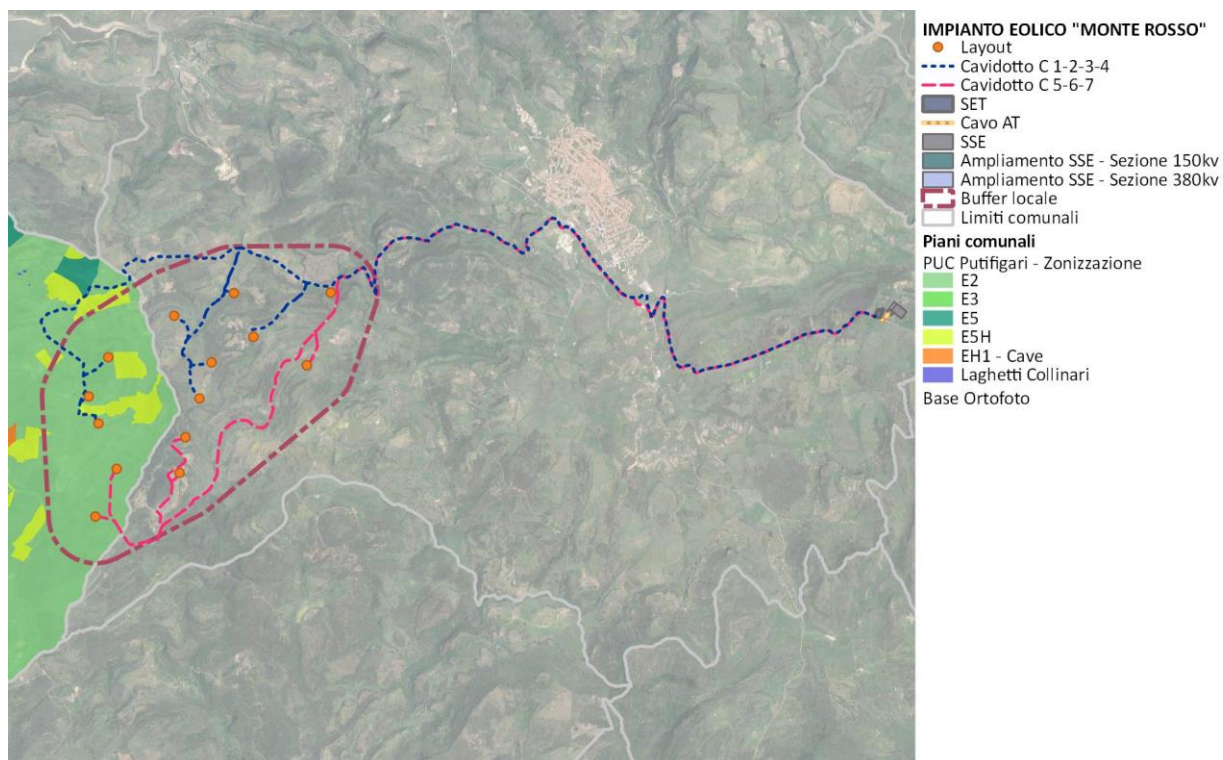 IMPIANTO EOLICO "MONTE ROSSO"
Layout
Cavidotto C 1-2-3-4
Cavidotto C 5-6-7
SET
Cavo AT
SSE
Ampliamento SSE - Sezione 150kv
Ampliamento SSE - Sezione 380kv
Buffer locale
Limiti comunali
Piani comunali
PUC Putifigari - Zonizzazione
E2
E3
E5
E5H
EH1 - Cave
Laghetti Collinari
Base Ortofoto